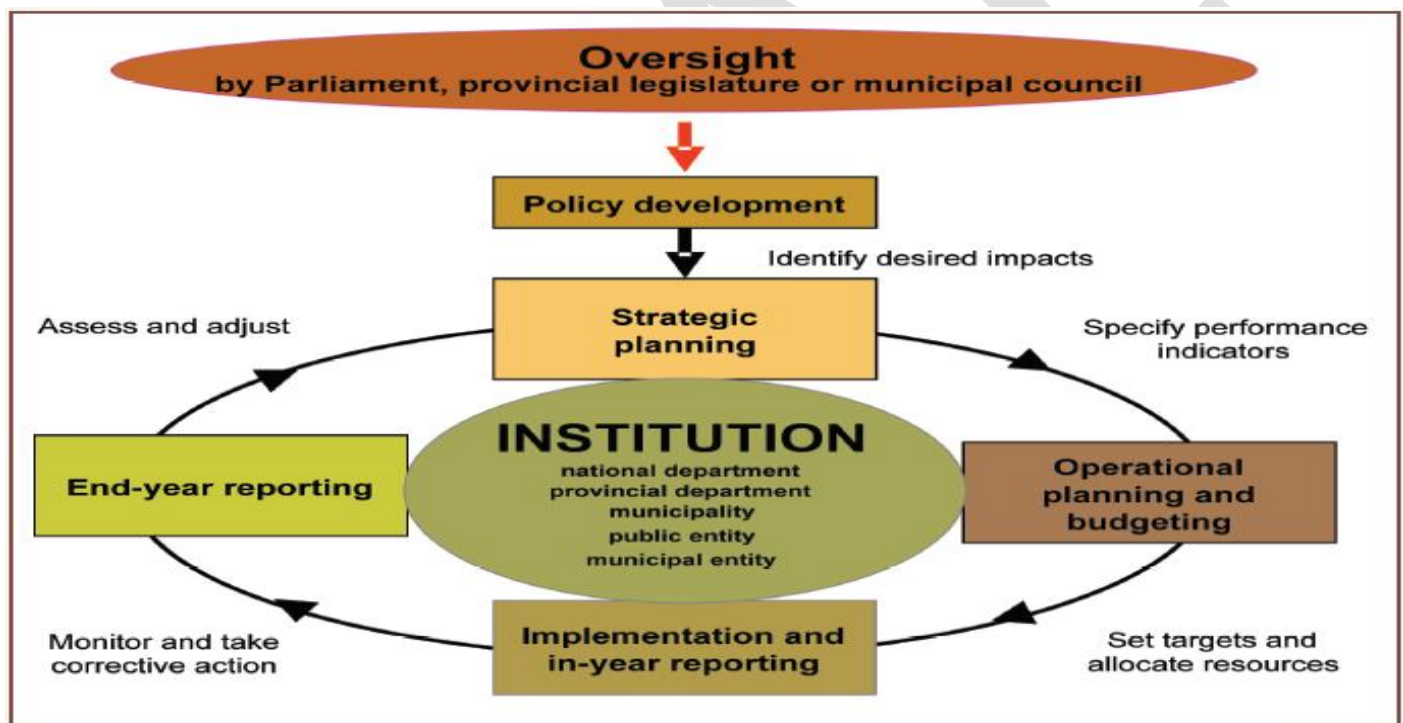 Oversight
by Parliament, provincial legislature or municipal council
Policy development
Identify desired impacts
Strategic
planning
Assess and adjust
Specify performance
indicators
INSTITUTION
national department
provincial department
municipality
public entity
municipal entity
End-year reporting
Operational
planning and
budgeting
Implementation and
in-year reporting
Monitor and take
corrective action
Set targets and
allocate resources